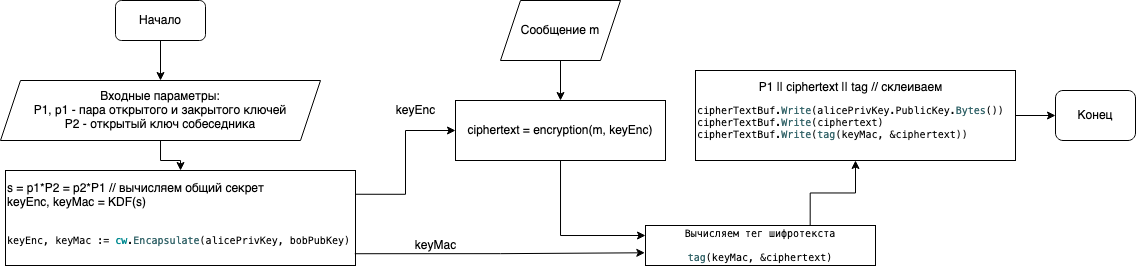 Начало
Входные параметры:
P1, p1 - пара открытого и закрытого ключей
P2 - открытый ключ собеседника
s = p1*P2 = p2*P1 // вычисляем общий секрет
keyEnc, keyMac = KDF(s)
keyEnc, keyMac := cw.Encapsulate(alicePrivKey, bobPubKey)
keyEnc
keyMac
Сообщение m
ciphertext = encryption(m, keyEnc)
Вычисляем тег шифротекста
tag(keyMac, &ciphertext)
P1 || ciphertext || tag // склеиваем
cipherTextBuf.Write(alicePrivKey.PublicKey.Bytes())
cipherTextBuf.Write(ciphertext)
cipherTextBuf.Write(tag(keyMac, &ciphertext))
Конец